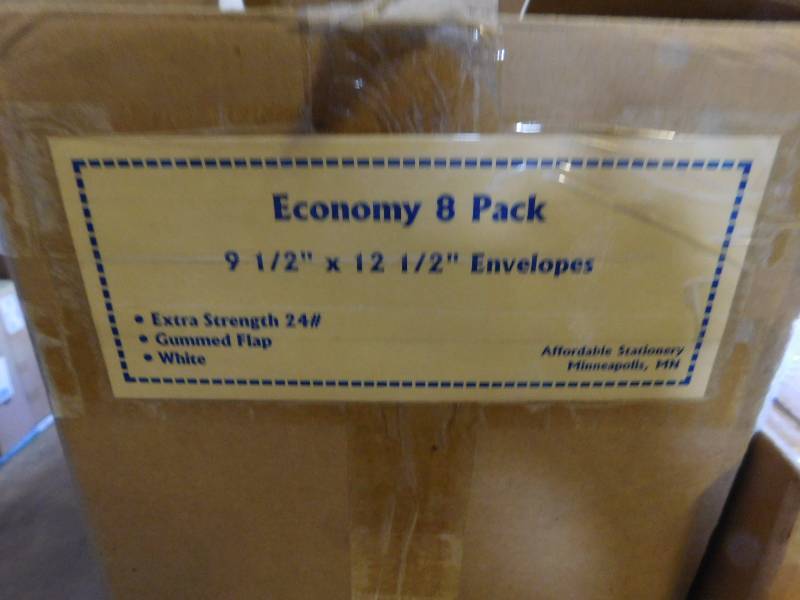 Economy 8 Pack
9 1/2" x 12 1/2" Envelopes
• Extra Strength 24#
• Gummed Flap
• White
Affordable Stationery
Minneapolis, MN